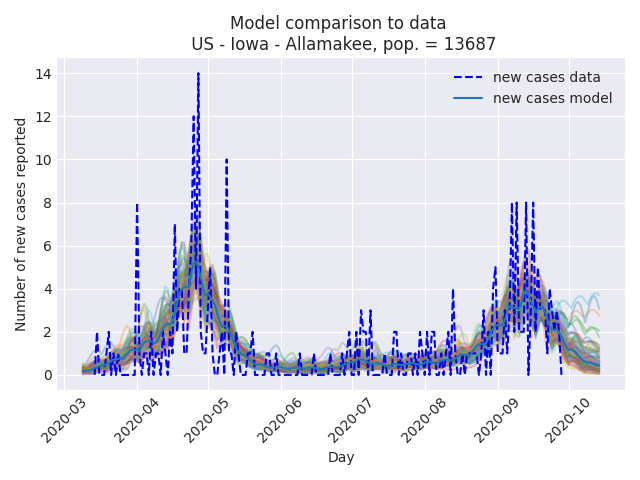 Model comparison to data
US - Iowa - Allamakee, pop. = 13687
new cases data
new cases model
Number of new cases reported
14
12
10
8
6
4
2
0
2020-03
2020-04
2020-05
2020-06
2020-07
2020-08
2020-09
2020-10
Day